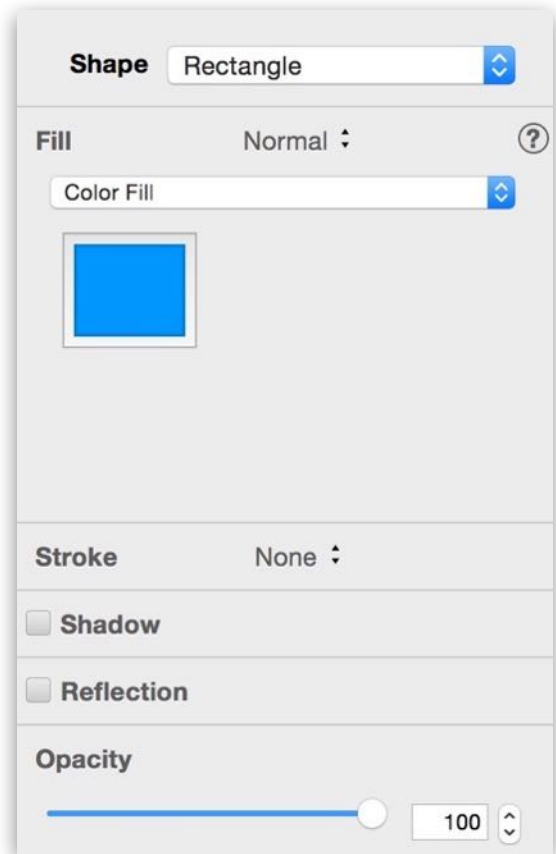 Shape Rectangle
Fill Normal ?
Color Fill
Stroke None
Shadow
Reflection
Opacity
100